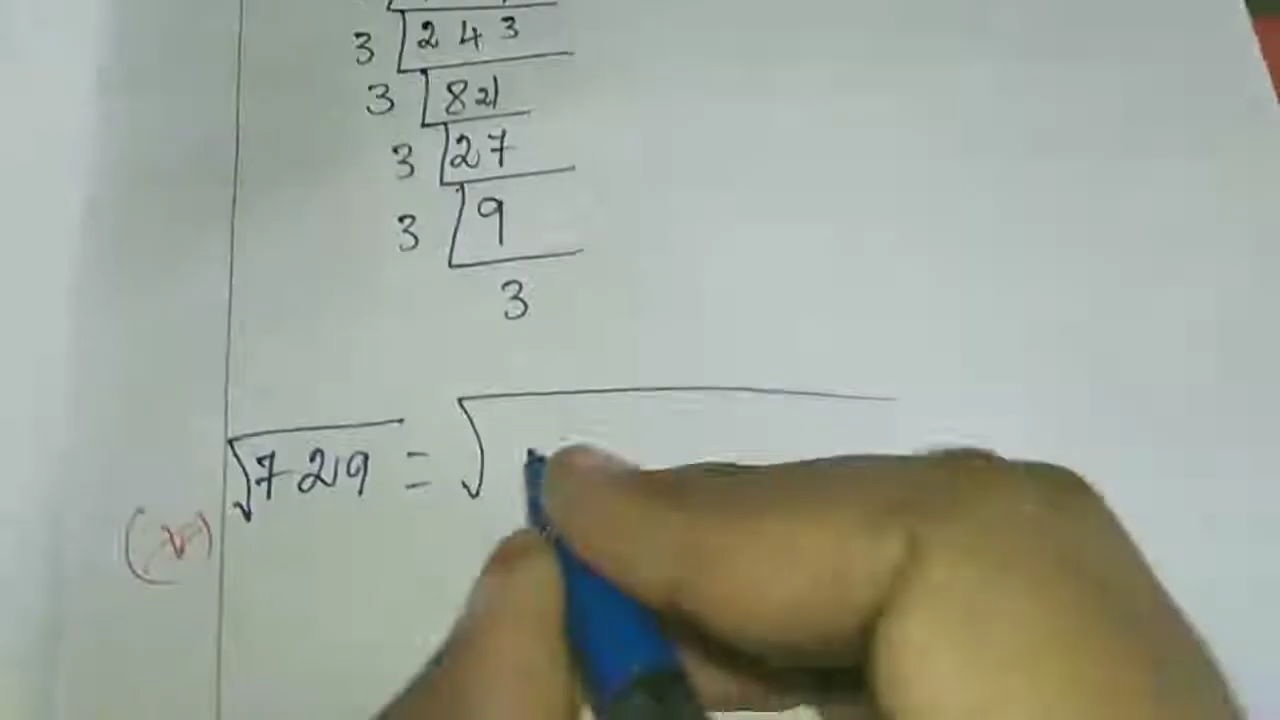 3 243
3 81
3 27
3 9
3
√729 = √
(v)